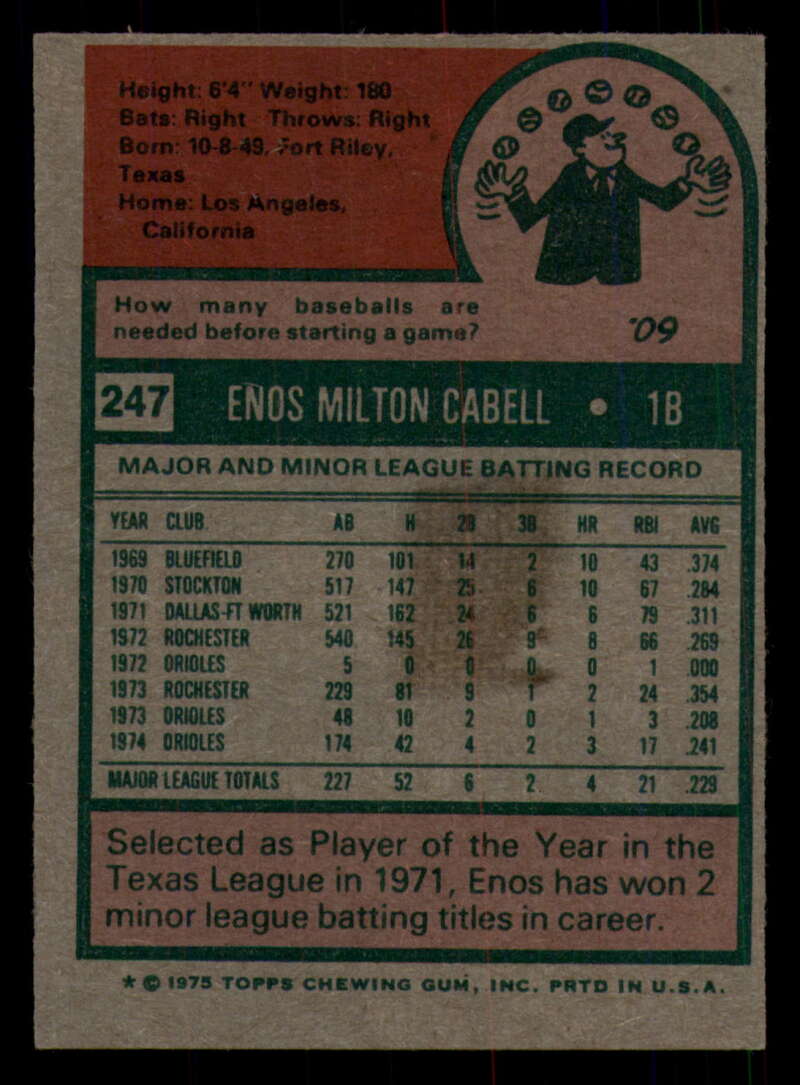 Height: 6'4" Weight: 180
Bats: Right Throws: Right
Born: 10-8-49, Fort Riley,
Texas
Home: Los Angeles,
California
How many baseballs are
needed before starting a game?
'09
247 ENOS MILTON CABELL • 1B
MAJOR AND MINOR LEAGUE BATTING RECORD
YEAR CLUB AB H 2B 3B HR RBI AVG
1969 BLUEFIELD 270 101 14 2 10 43 .374
1970 STOCKTON 517 147 25 6 10 67 .284
1971 DALLAS-FT WORTH 521 162 24 6 6 79 .311
1972 ROCHESTER 540 145 26 9 8 66 .269
1972 ORIOLES 5 0 0 0 0 1 .000
1973 ROCHESTER 229 81 9 1 2 24 .354
1973 ORIOLES 48 10 2 0 1 3 .208
1974 ORIOLES 174 42 4 2 3 17 .241
MAJOR LEAGUE TOTALS 227 52 6 2 4 21 .229
Selected as Player of the Year in the
Texas League in 1971, Enos has won 2
minor league batting titles in career.
* © 1975 TOPPS CHEWING GUM, INC. PRTD IN U.S.A.